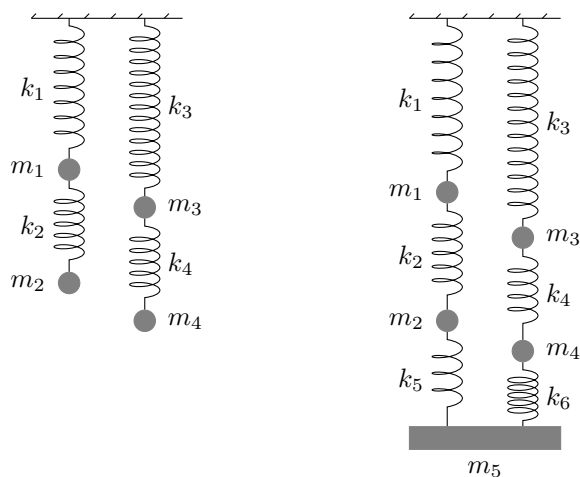 k₁
k₃
m₁
m₃
k₂
k₄
m₂
m₄
k₁
k₃
m₁
m₃
k₂
k₄
m₂
m₄
k₅
k₆
m₅